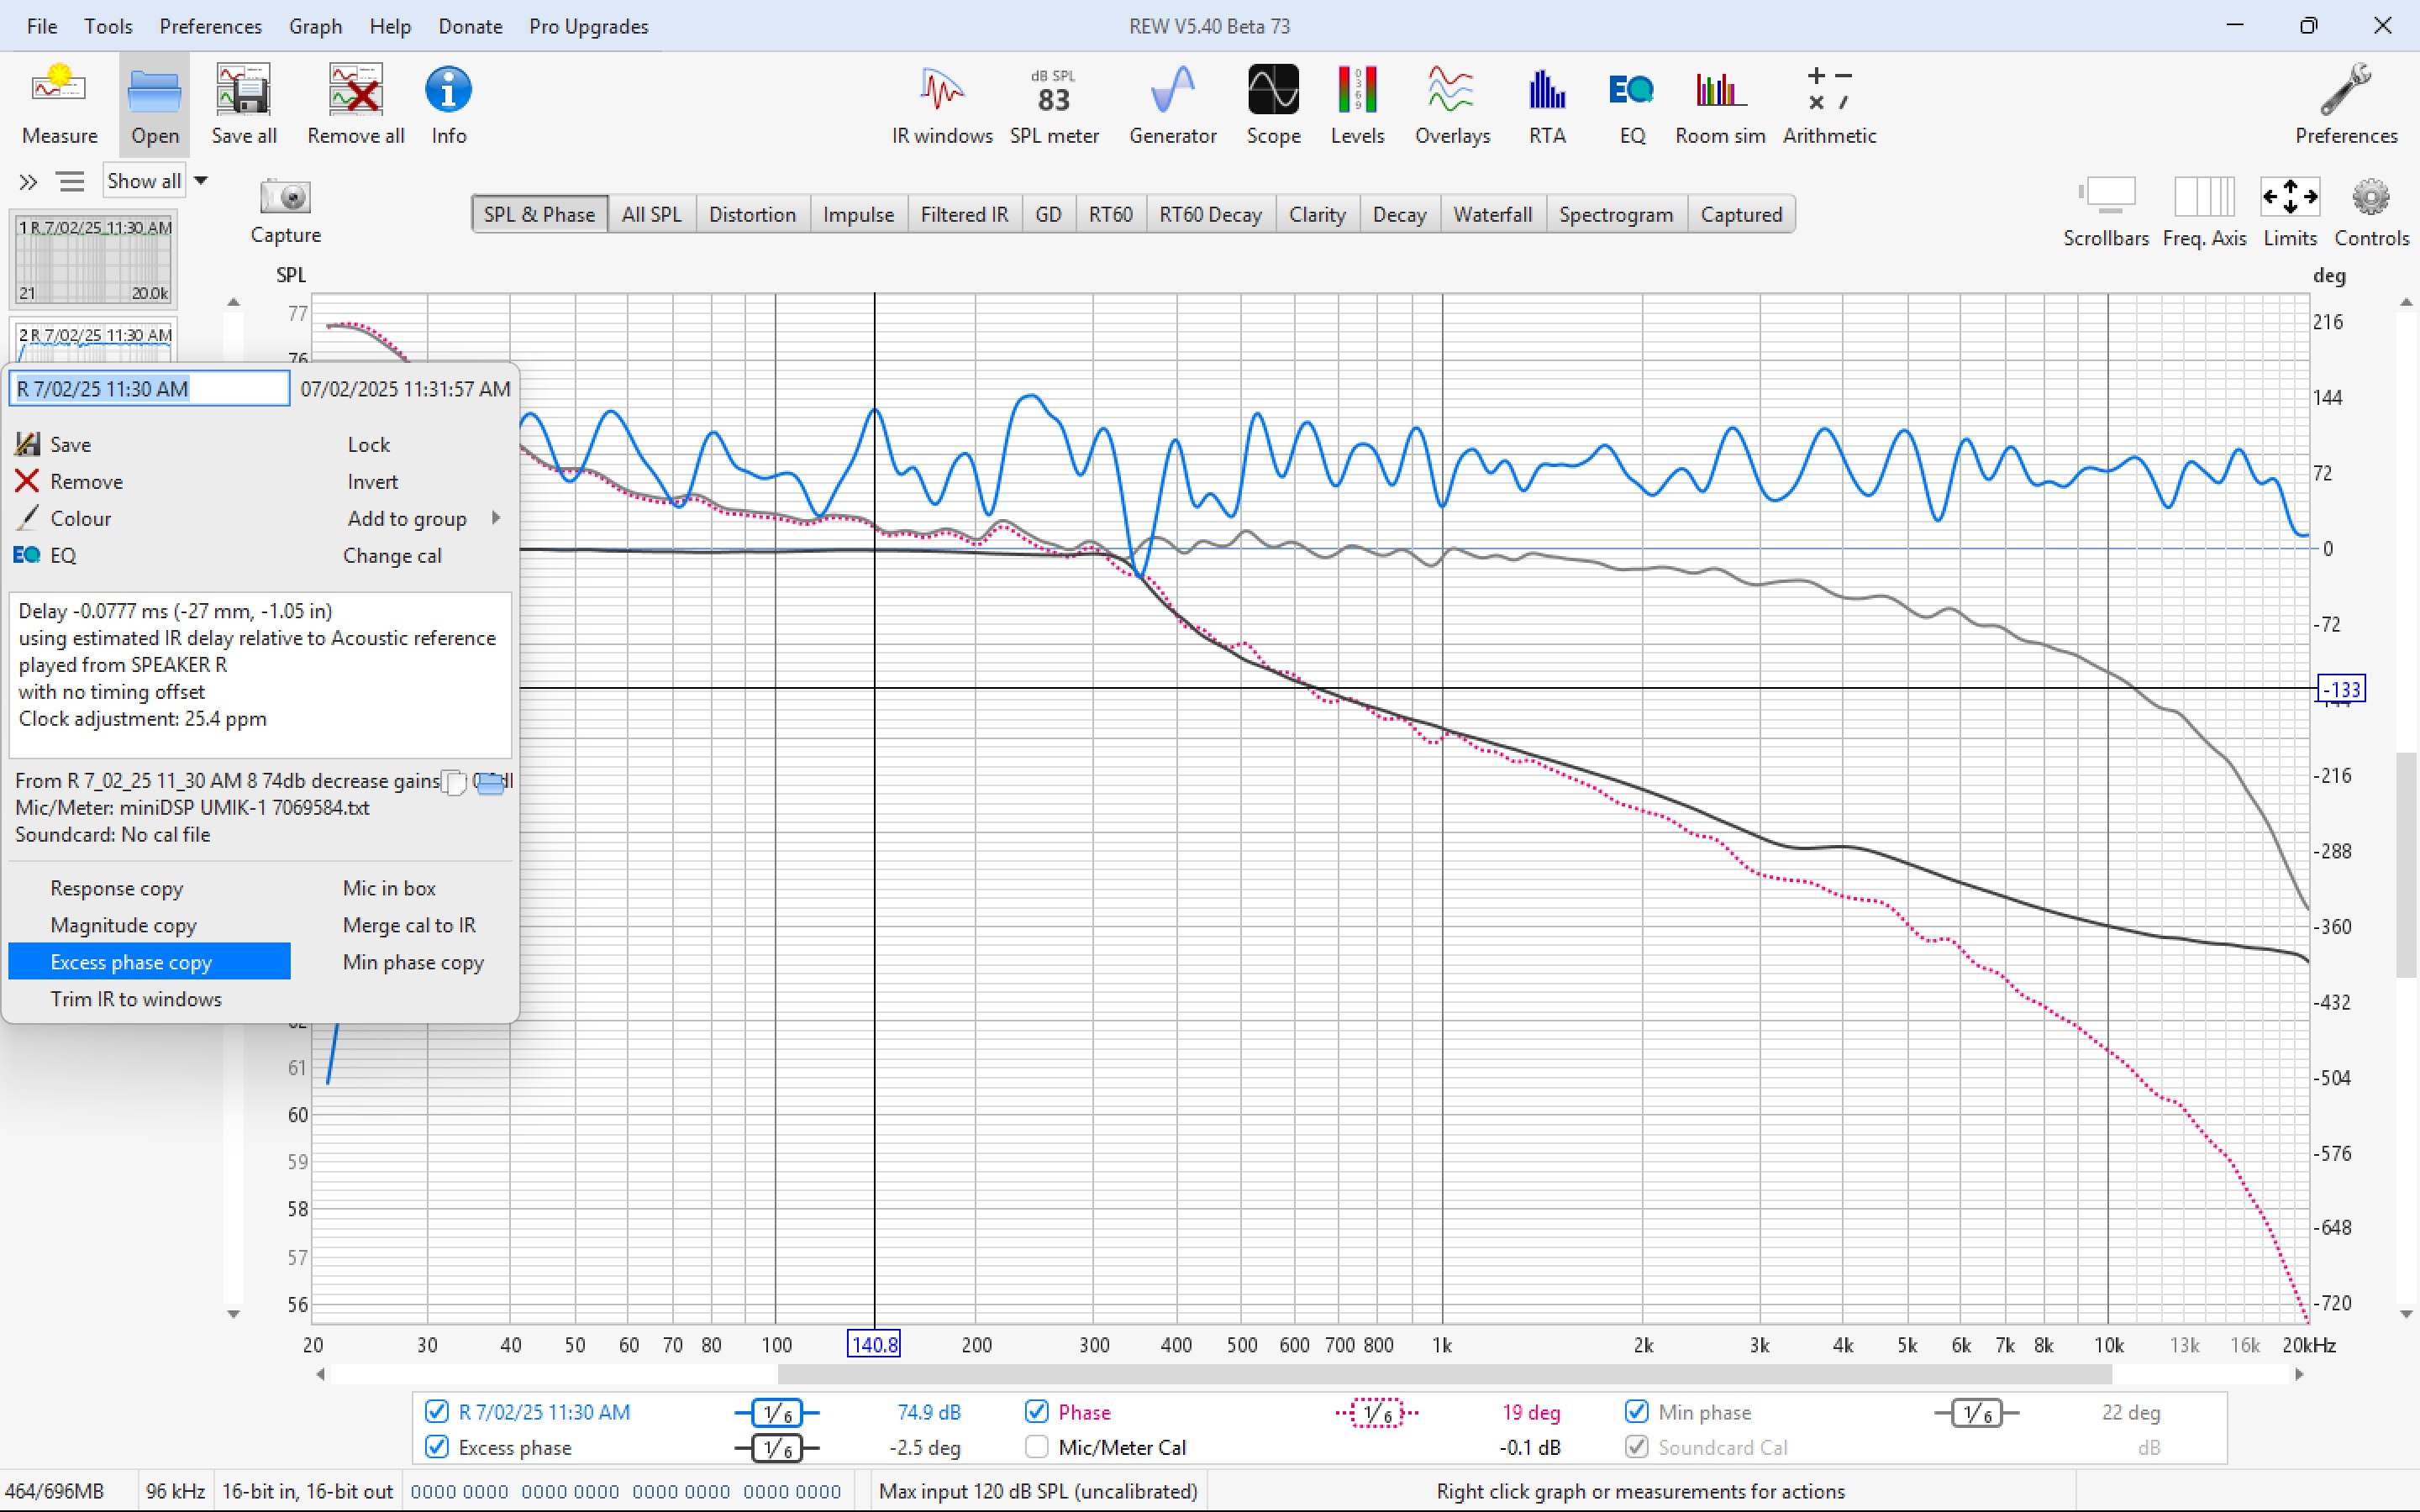 File Tools Preferences Graph Help Donate Pro Upgrades
REW V5.40 Beta 73
Measure Open Save all Remove all Info
dB SPL
83
0 3 6 9
IR windows SPL meter Generator Scope Levels Overlays RTA EQ Room sim Arithmetic Preferences
Show all
Capture
SPL & Phase All SPL Distortion Impulse Filtered IR GD RT60 RT60 Decay Clarity Decay Waterfall Spectrogram Captured
Scrollbars Freq. Axis Limits Controls
1 R 7/02/25 11:30 AM
21 20.0k
2 R 7/02/25 11:30 AM
SPL
deg
77
76
R 7/02/25 11:30 AM 07/02/2025 11:31:57 AM
Save Lock
Remove Invert
Colour Add to group
EQ EQ Change cal
Delay -0.0777 ms (-27 mm, -1.05 in)
using estimated IR delay relative to Acoustic reference
played from SPEAKER R
with no timing offset
Clock adjustment: 25.4 ppm
From R 7_02_25 11_30 AM 8 74db decrease gains
Mic/Meter: miniDSP UMIK-1 7069584.txt
Soundcard: No cal file
Response copy Mic in box
Magnitude copy Merge cal to IR
Excess phase copy Min phase copy
Trim IR to windows
61
60
59
58
57
56
216
144
72
0
-72
-133
-216
-288
-360
-432
-504
-576
-648
-720
20 30 40 50 60 70 80 100 140.8 200 300 400 500 600 700 800 1k 2k 3k 4k 5k 6k 7k 8k 10k 13k 16k 20kHz
R 7/02/25 11:30 AM 1/6 74.9 dB Phase 1/6 19 deg Min phase 1/6 22 deg
Excess phase 1/6 -2.5 deg Mic/Meter Cal -0.1 dB Soundcard Cal dB
464/696MB 96 kHz 16-bit in, 16-bit out 0000 0000 0000 0000 0000 0000 0000 0000 Max input 120 dB SPL (uncalibrated) Right click graph or measurements for actions